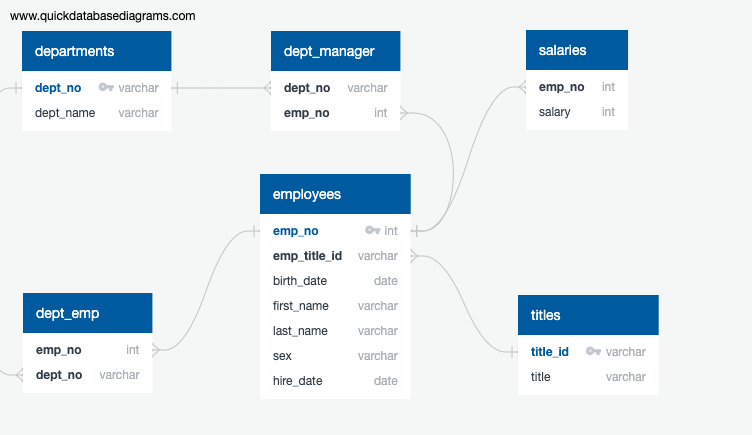 www.quickdatabasediagrams.com
departments
dept_no varchar
dept_name varchar
dept_manager
dept_no varchar
emp_no int
salaries
emp_no int
salary int
employees
emp_no int
emp_title_id varchar
birth_date date
first_name varchar
last_name varchar
sex varchar
hire_date date
dept_emp
emp_no int
dept_no varchar
titles
title_id varchar
title varchar